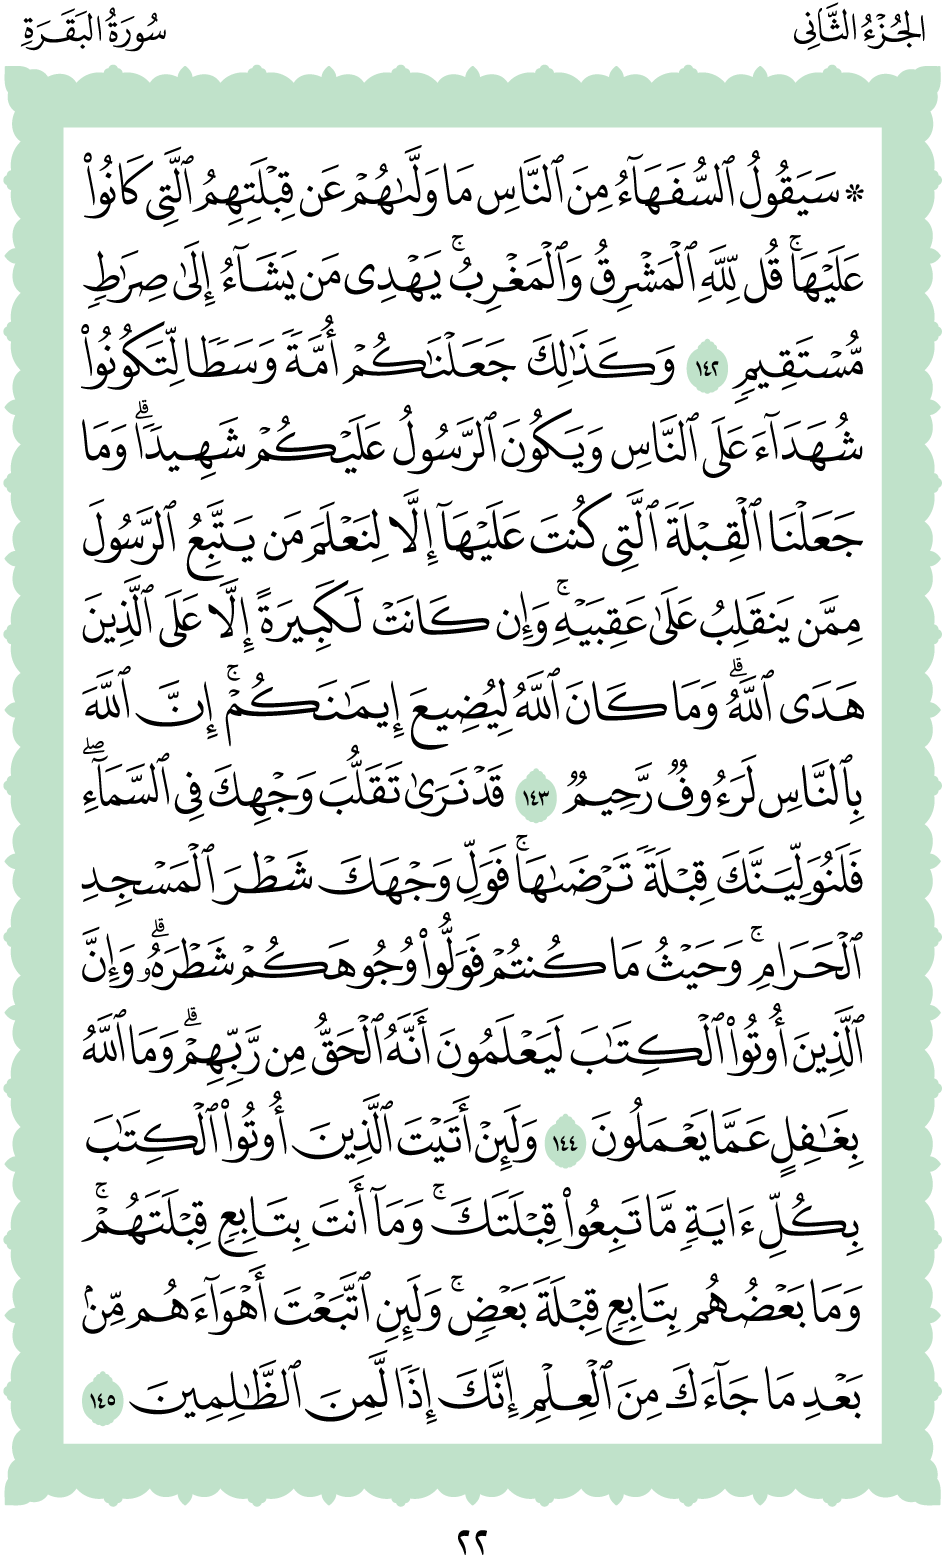 الجُزْءُ الثَّانِى
سُورَةُ البَقَرَةِ
* سَيَقُولُ ٱلسُّفَهَآءُ مِنَ ٱلنَّاسِ مَا وَلَّىٰهُمْ عَن قِبْلَتِهِمُ ٱلَّتِى كَانُوا۟
عَلَيْهَا ۚ قُل لِّلَّهِ ٱلْمَشْرِقُ وَٱلْمَغْرِبُ ۚ يَهْدِى مَن يَشَآءُ إِلَىٰ صِرَٰطٍ
مُّسْتَقِيمٍ ١٤٢ وَكَذَٰلِكَ جَعَلْنَٰكُمْ أُمَّةً وَسَطًا لِّتَكُونُوا۟
شُهَدَآءَ عَلَى ٱلنَّاسِ وَيَكُونَ ٱلرَّسُولُ عَلَيْكُمْ شَهِيدًا ۗ وَمَا
جَعَلْنَا ٱلْقِبْلَةَ ٱلَّتِى كُنتَ عَلَيْهَآ إِلَّا لِنَعْلَمَ مَن يَتَّبِعُ ٱلرَّسُولَ
مِمَّن يَنقَلِبُ عَلَىٰ عَقِبَيْهِ ۚ وَإِن كَانَتْ لَكَبِيرَةً إِلَّا عَلَى ٱلَّذِينَ
هَدَى ٱللَّهُ ۗ وَمَا كَانَ ٱللَّهُ لِيُضِيعَ إِيمَٰنَكُمْ ۚ إِنَّ ٱللَّهَ
بِٱلنَّاسِ لَرَءُوفٌ رَّحِيمٌ ١٤٣ قَدْ نَرَىٰ تَقَلُّبَ وَجْهِكَ فِى ٱلسَّمَآءِ ۖ
فَلَنُوَلِّيَنَّكَ قِبْلَةً تَرْضَىٰهَا ۚ فَوَلِّ وَجْهَكَ شَطْرَ ٱلْمَسْجِدِ
ٱلْحَرَامِ ۚ وَحَيْثُ مَا كُنتُمْ فَوَلُّوا۟ وُجُوهَكُمْ شَطْرَهُۥ ۗ وَإِنَّ
ٱلَّذِينَ أُوتُوا۟ ٱلْكِتَٰبَ لَيَعْلَمُونَ أَنَّهُ ٱلْحَقُّ مِن رَّبِّهِمْ ۗ وَمَا ٱللَّهُ
بِغَٰفِلٍ عَمَّا يَعْمَلُونَ ١٤٤ وَلَئِنْ أَتَيْتَ ٱلَّذِينَ أُوتُوا۟ ٱلْكِتَٰبَ
بِكُلِّ ءَايَةٍ مَّا تَبِعُوا۟ قِبْلَتَكَ ۚ وَمَآ أَنتَ بِتَابِعٍ قِبْلَتَهُمْ ۚ
وَمَا بَعْضُهُم بِتَابِعٍ قِبْلَةَ بَعْضٍ ۚ وَلَئِنِ ٱتَّبَعْتَ أَهْوَآءَهُم مِّنۢ
بَعْدِ مَا جَآءَكَ مِنَ ٱلْعِلْمِ إِنَّكَ إِذًا لَّمِنَ ٱلظَّٰلِمِينَ ١٤٥
٢٢